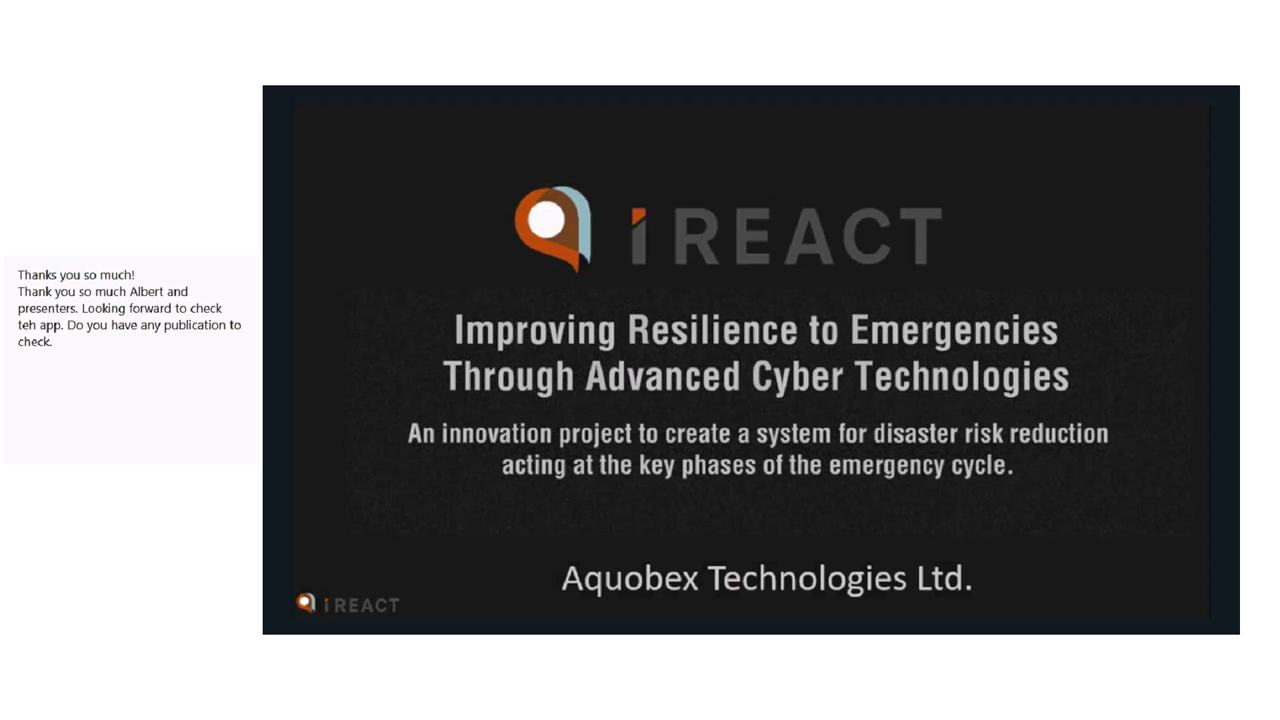 Thanks you so much!
Thank you so much Albert and
presenters. Looking forward to check
teh app. Do you have any publication to
check.
iREACT
Improving Resilience to Emergencies
Through Advanced Cyber Technologies
An innovation project to create a system for disaster risk reduction
acting at the key phases of the emergency cycle.
Aquobex Technologies Ltd.
iREACT